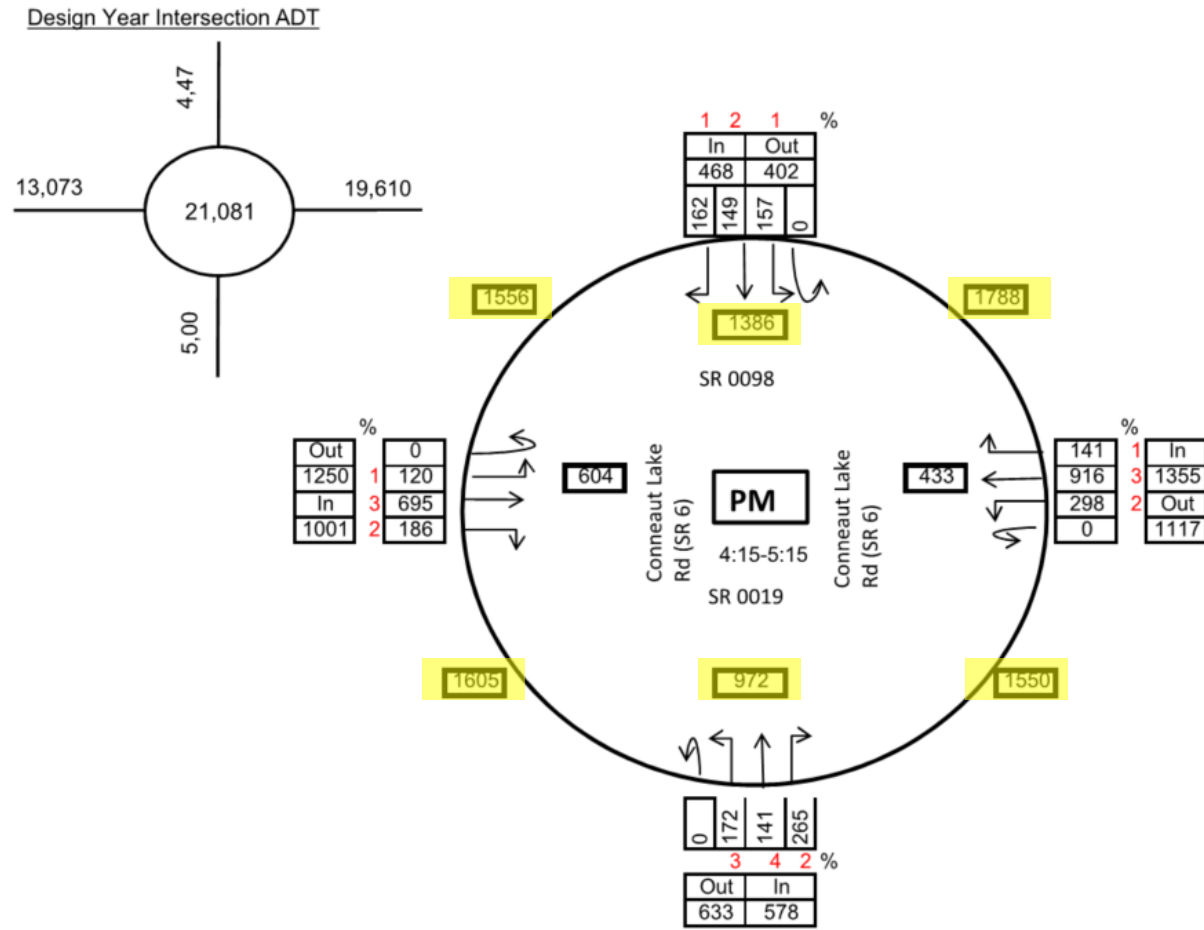 Design Year Intersection ADT
4,47
13,073
21,081
19,610
5,00
1 2 1 %
In Out
468 402
162 149 157 0
1556
1386
1788
SR 0098
%
Out 0
1250 1 120
In 3 695
1001 2 186
604
Conneaut Lake
Rd (SR 6)
PM
4:15-5:15
SR 0019
Conneaut Lake
Rd (SR 6)
433
%
141 1 In
916 3 1355
298 2 Out
0 1117
1605
972
1550
0 172 141 265
3 4 2 %
Out In
633 578